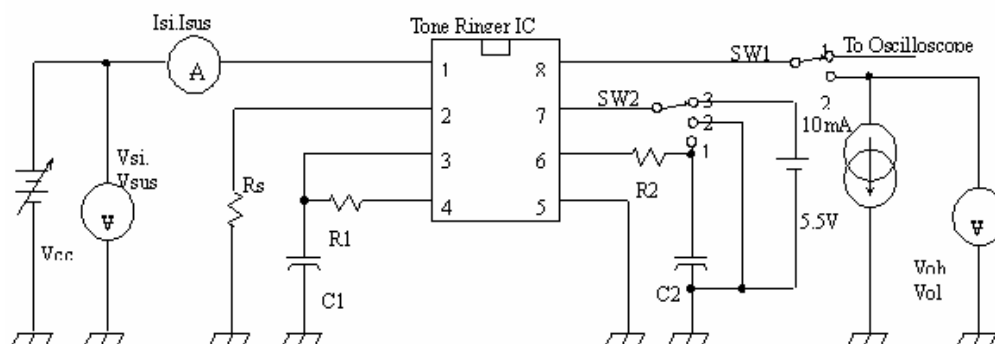 Isi.Isus
Tone Ringer IC
A
1
2
3
4
8
7
6
5
SW1
1
2
To Oscilloscope
SW2
3
2
1
10mA
Vsi.
Vsus
V
Vcc
Rs
R1
C1
R2
C2
5.5V
V
Voh
Vol